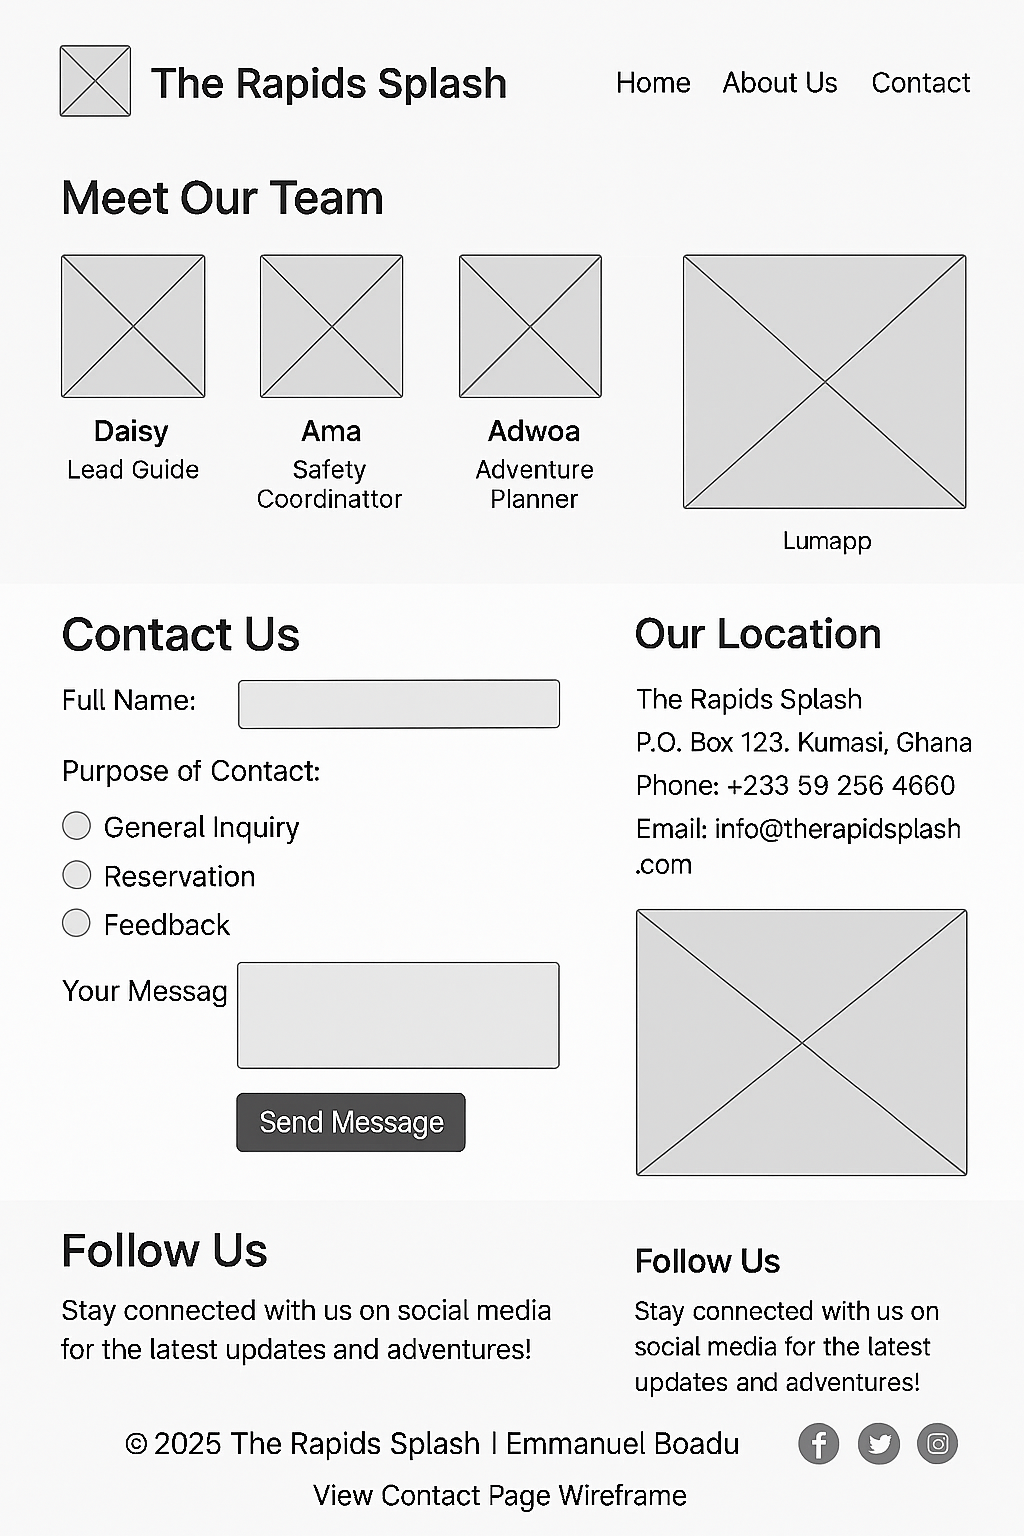 The Rapids Splash
Home About Us Contact
Meet Our Team
Daisy
Lead Guide
Ama
Safety
Coordinattor
Adwoa
Adventure
Planner
Lumapp
Contact Us
Full Name:
Purpose of Contact:
General Inquiry
Reservation
Feedback
Your Messag
Send Message
Our Location
The Rapids Splash
P.O. Box 123. Kumasi, Ghana
Phone: +233 59 256 4660
Email: info@therapidsplash
.com
Follow Us
Stay connected with us on social media
for the latest updates and adventures!
Follow Us
Stay connected with us on
social media for the latest
updates and adventures!
© 2025 The Rapids Splash | Emmanuel Boadu
View Contact Page Wireframe